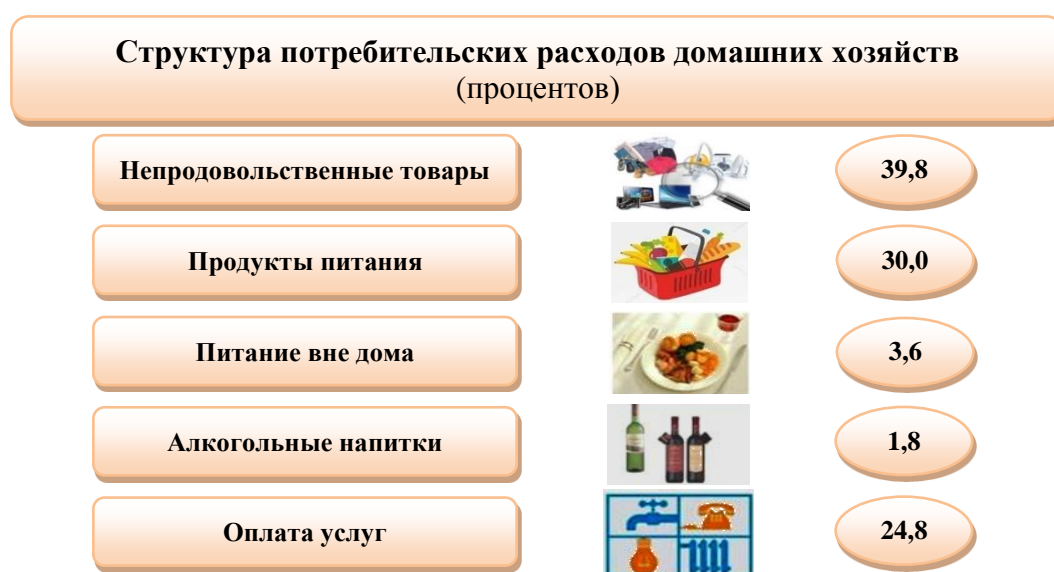 Структура потребительских расходов домашних хозяйств
(процентов)
Непродовольственные товары 39,8
Продукты питания 30,0
Питание вне дома 3,6
Алкогольные напитки 1,8
Оплата услуг 24,8